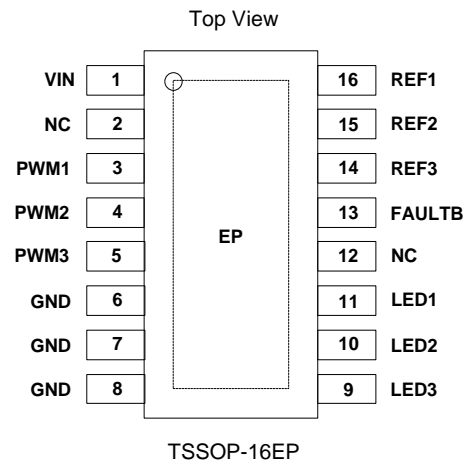 Top View
VIN 1 16 REF1
NC 2 15 REF2
PWM1 3 14 REF3
PWM2 4 13 FAULTB
PWM3 5 EP 12 NC
GND 6 11 LED1
GND 7 10 LED2
GND 8 9 LED3
TSSOP-16EP